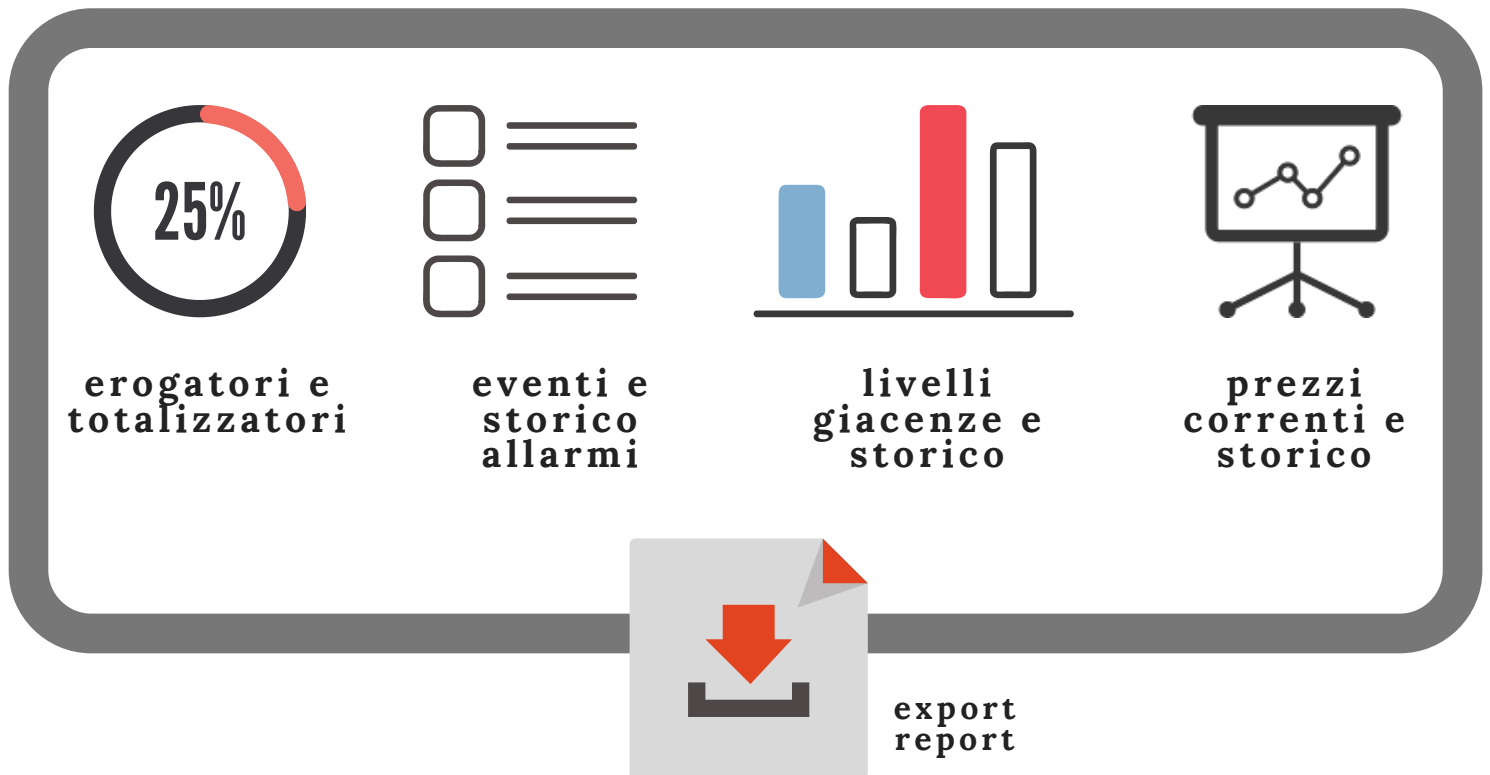 25%
erogatori e
totalizzatori
eventi e
storico
allarmi
livelli
giacenze e
storico
prezzi
correnti e
storico
export
report